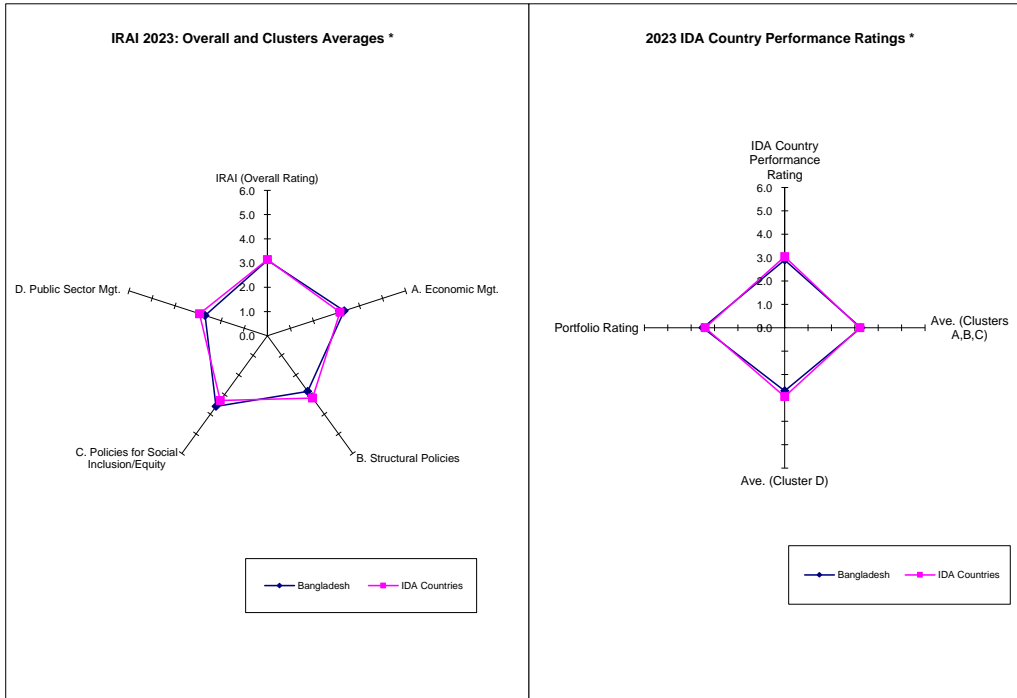 IRAI 2023: Overall and Clusters Averages *
IRAI (Overall Rating)
6.0
5.0
4.0
3.0
2.0
1.0
0.0
A. Economic Mgt.
B. Structural Policies
C. Policies for Social
Inclusion/Equity
D. Public Sector Mgt.
Bangladesh
IDA Countries
2023 IDA Country Performance Ratings *
IDA Country
Performance
Rating
6.0
5.0
4.0
3.0
2.0
1.0
0.0
Ave. (Clusters
A,B,C)
Ave. (Cluster D)
Portfolio Rating
Bangladesh
IDA Countries